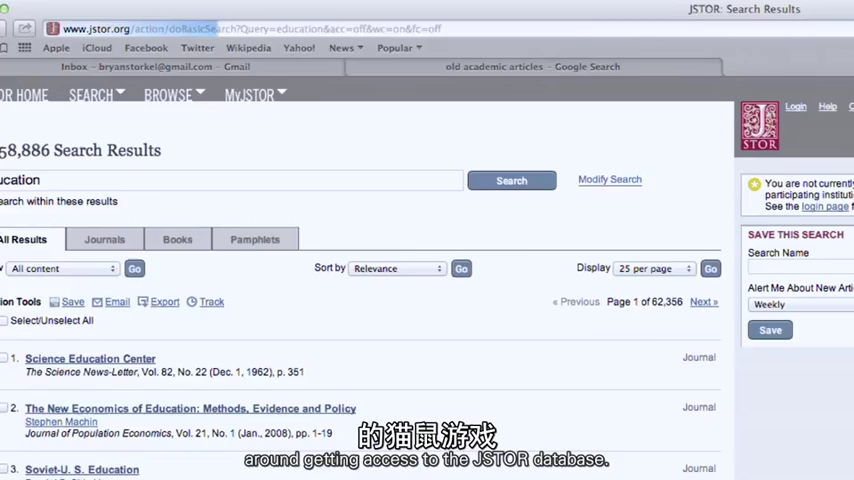 JSTOR: Search Results
www.jstor.org/action/doBasicSearch?Query=education&acc=off&wc=on&fc=off
Apple iCloud Facebook Twitter Wikipedia Yahoo! News Popular
Inbox – bryanstorkel@gmail.com – Gmail
old academic articles – Google Search
OR HOME SEARCH BROWSE MyJSTOR
JSTOR
Login Help
58,886 Search Results
ucation
Search
Modify Search
earch within these results
You are not currently
participating instituti
See the login page f
SAVE THIS SEARCH
Search Name
Alert Me About New Arti
Weekly
Save
All Results Journals Books Pamphlets
All content Go
Sort by Relevance Go
Display 25 per page Go
ion Tools Save Email Export Track
« Previous Page 1 of 62,356 Next »
Select/Unselect All
1. Science Education Center
Journal
The Science News-Letter, Vol. 82, No. 22 (Dec. 1, 1962), p. 351
2. The New Economics of Education: Methods, Evidence and Policy
Journal
Stephen Machin
Journal of Population Economics, Vol. 21, No. 1 (Jan., 2008), pp. 1-19
3. Soviet-U. S. Education
Journal
的猫鼠游戏
around getting access to the JSTOR database.